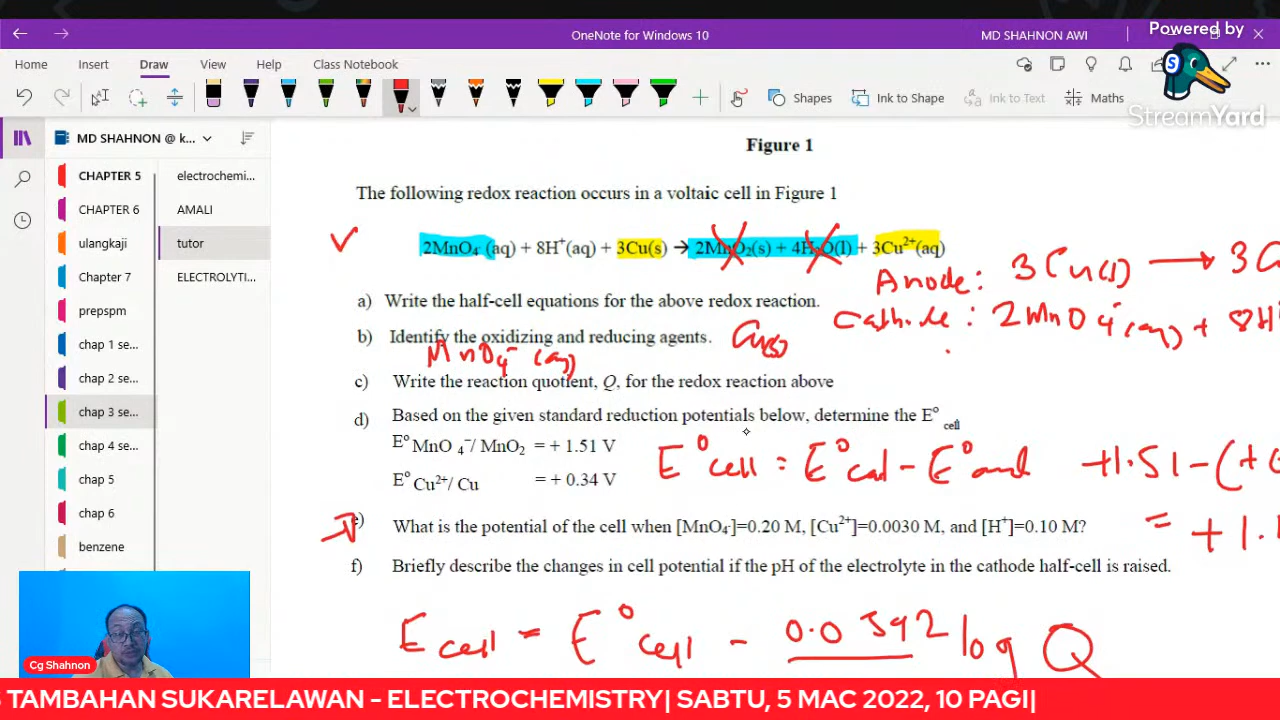 OneNote for Windows 10
MD SHAHNON AWI
Powered by
StreamYard
Home Insert Draw View Help Class Notebook
Shapes Ink to Shape Ink to Text Maths
MD SHAHNON @ k...
CHAPTER 5
CHAPTER 6
ulangkaji
Chapter 7
prepspm
chap 1 se...
chap 2 se...
chap 3 se...
chap 4 se...
chap 5
chap 6
benzene
electrochemi...
AMALI
tutor
ELECTROLYTI...
Figure 1
The following redox reaction occurs in a voltaic cell in Figure 1
2MnO₄⁻(aq) + 8H⁺(aq) + 3Cu(s) → 2MnO₂(s) + 4H₂O(l) + 3Cu²⁺(aq)
Anode : 3Cu(s) → 3C
a) Write the half-cell equations for the above redox reaction.
Cathode : 2MnO₄⁻(aq) + 8H
b) Identify the oxidizing and reducing agents. Cu(s)
MnO₄⁻(aq)
c) Write the reaction quotient, Q, for the redox reaction above
d) Based on the given standard reduction potentials below, determine the E° cell
E° MnO ₄⁻/ MnO₂ = + 1.51 V
E° cell = E° cat - E° anod +1.51 - (+0
E° Cu²⁺/ Cu = + 0.34 V
= +1.1
e) What is the potential of the cell when [MnO₄⁻]=0.20 M, [Cu²⁺]=0.0030 M, and [H⁺]=0.10 M?
f) Briefly describe the changes in cell potential if the pH of the electrolyte in the cathode half-cell is raised.
E cell = E° cell - 0.0592 log Q
Cg Shahnon
S TAMBAHAN SUKARELAWAN - ELECTROCHEMISTRY| SABTU, 5 MAC 2022, 10 PAGI|